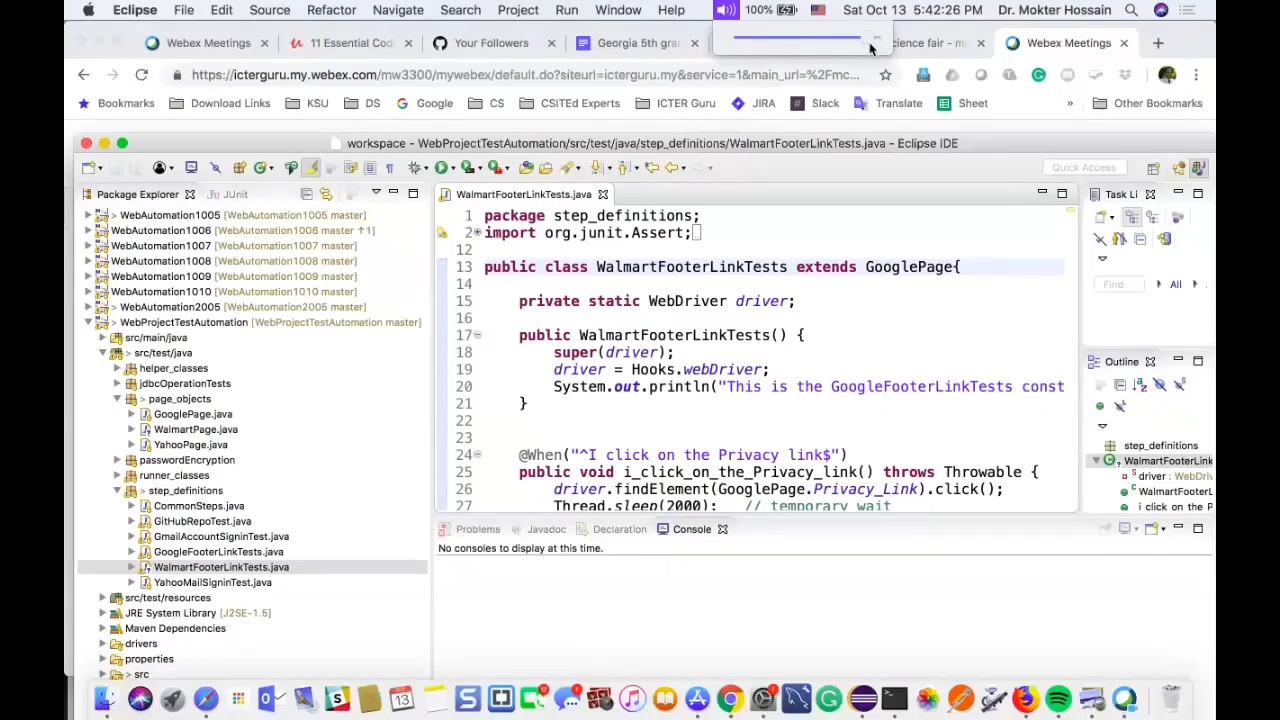 Eclipse File Edit Source Refactor Navigate Search Project Run Window Help 100% Sat Oct 13 5:42:26 PM Dr. Mokter Hossain
Webex Meetings 11 Essential Cod Your Followers Georgia 5th grad cience fair - m Webex Meetings
https://icterguru.my.webex.com/mw3300/mywebex/default.do?siteurl=icterguru.my&service=1&main_url=%2Fmc...
Bookmarks Download Links KSU DS Google CS CSITEd Experts ICTER Guru JIRA Slack Translate Sheet » Other Bookmarks
workspace - WebProjectTestAutomation/src/test/java/step_definitions/WalmartFooterLinkTests.java - Eclipse IDE
Quick Access
Package Explorer JUnit
> WebAutomation1005 [WebAutomation1005 master]
WebAutomation1006 [WebAutomation1006 master ↑1]
WebAutomation1007 [WebAutomation1007 master]
WebAutomation1008 [WebAutomation1008 master]
WebAutomation1009 [WebAutomation1009 master]
WebAutomation1010 [WebAutomation1010 master]
> WebAutomation2005 [WebAutomation2005 master]
> WebProjectTestAutomation [WebProjectTestAutomation master]
src/main/java
> src/test/java
helper_classes
jdbcOperationTests
> page_objects
GooglePage.java
WalmartPage.java
YahooPage.java
passwordEncryption
runner_classes
> step_definitions
CommonSteps.java
GitHubRepoTest.java
GmailAccountSigninTest.java
GoogleFooterLinkTests.java
WalmartFooterLinkTests.java
YahooMailSigninTest.java
src/test/resources
JRE System Library [J2SE-1.5]
Maven Dependencies
drivers
properties
> src
WalmartFooterLinkTests.java
1 package step_definitions;
2 import org.junit.Assert;
12
13 public class WalmartFooterLinkTests extends GooglePage{
14
15 private static WebDriver driver;
16
17 public WalmartFooterLinkTests() {
18 super(driver);
19 driver = Hooks.webDriver;
20 System.out.println("This is the GoogleFooterLinkTests const
21 }
22
23
24 @When("^I click on the Privacy link$")
25 public void i_click_on_the_Privacy_link() throws Throwable {
26 driver.findElement(GooglePage.Privacy_Link).click();
27 Thread.sleep(2000); // temporary wait
Problems Javadoc Declaration Console
No consoles to display at this time.
Task Li
Find All
Outline
step_definitions
WalmartFooterLink
driver : WebDriv
WalmartFooterL
i click on the P